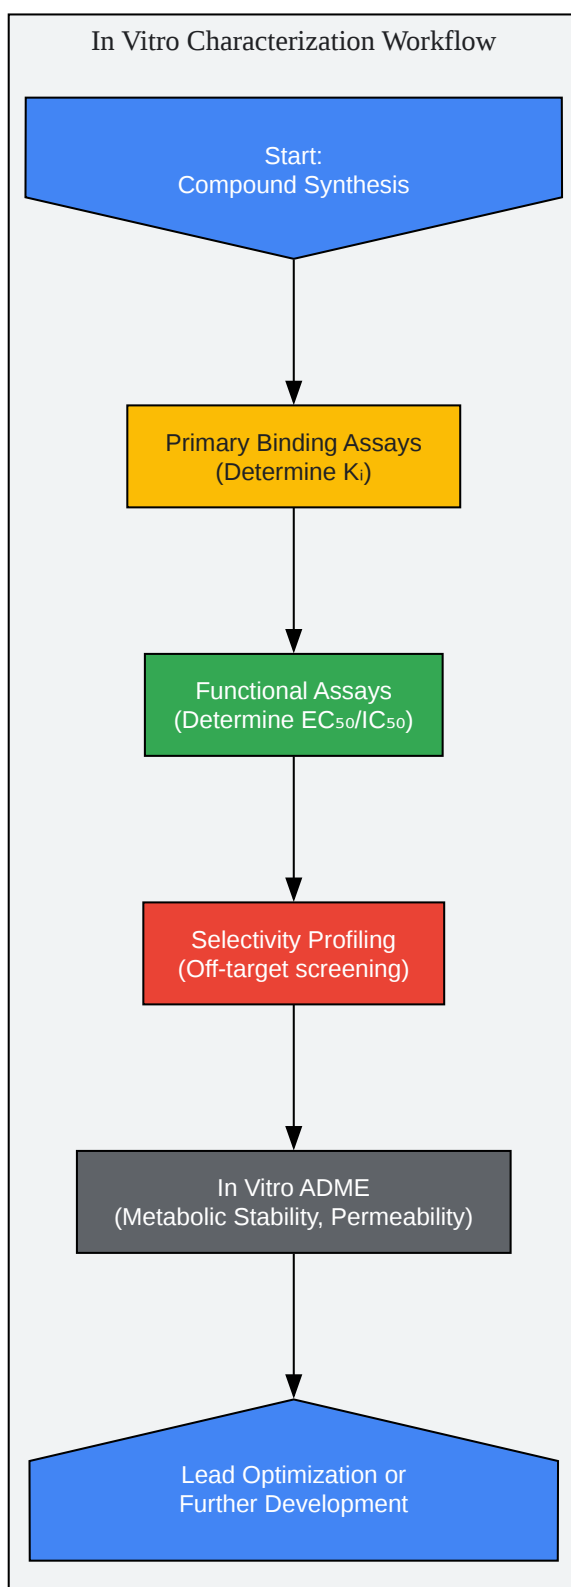 In Vitro Characterization Workflow
Start:
Compound Synthesis
Primary Binding Assays
(Determine Kᵢ)
Functional Assays
(Determine EC₅₀/IC₅₀)
Selectivity Profiling
(Off-target screening)
In Vitro ADME
(Metabolic Stability, Permeability)
Lead Optimization or
Further Development